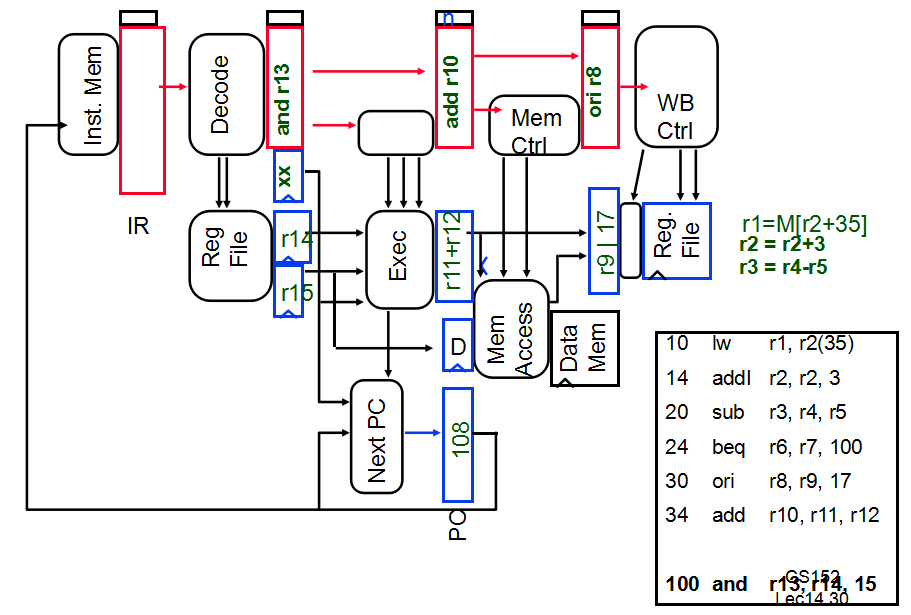 n
Inst. Mem
Decode
and r13
add r10
Mem
Ctrl
ori r8
WB
Ctrl
IR
xx
Reg
File
r14
r15
Exec
r11+r12
r9 | 17
Reg.
File
r1=M[r2+35]
r2 = r2+3
r3 = r4-r5
D
Mem
Access
Data
Mem
Next PC
108
PC
10 lw r1, r2(35)
14 addI r2, r2, 3
20 sub r3, r4, r5
24 beq r6, r7, 100
30 ori r8, r9, 17
34 add r10, r11, r12
100 and r13, r14, 15
CS152
Lec14.30